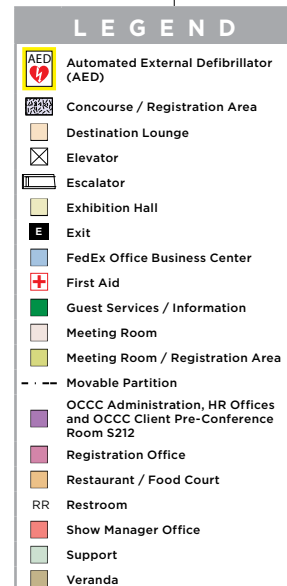 LEGEND
AED
Automated External Defibrillator
(AED)
Concourse / Registration Area
Destination Lounge
Elevator
Escalator
Exhibition Hall
E
Exit
FedEx Office Business Center
First Aid
Guest Services / Information
Meeting Room
Meeting Room / Registration Area
Movable Partition
OCCC Administration, HR Offices
and OCCC Client Pre-Conference
Room S212
Registration Office
Restaurant / Food Court
RR Restroom
Show Manager Office
Support
Veranda